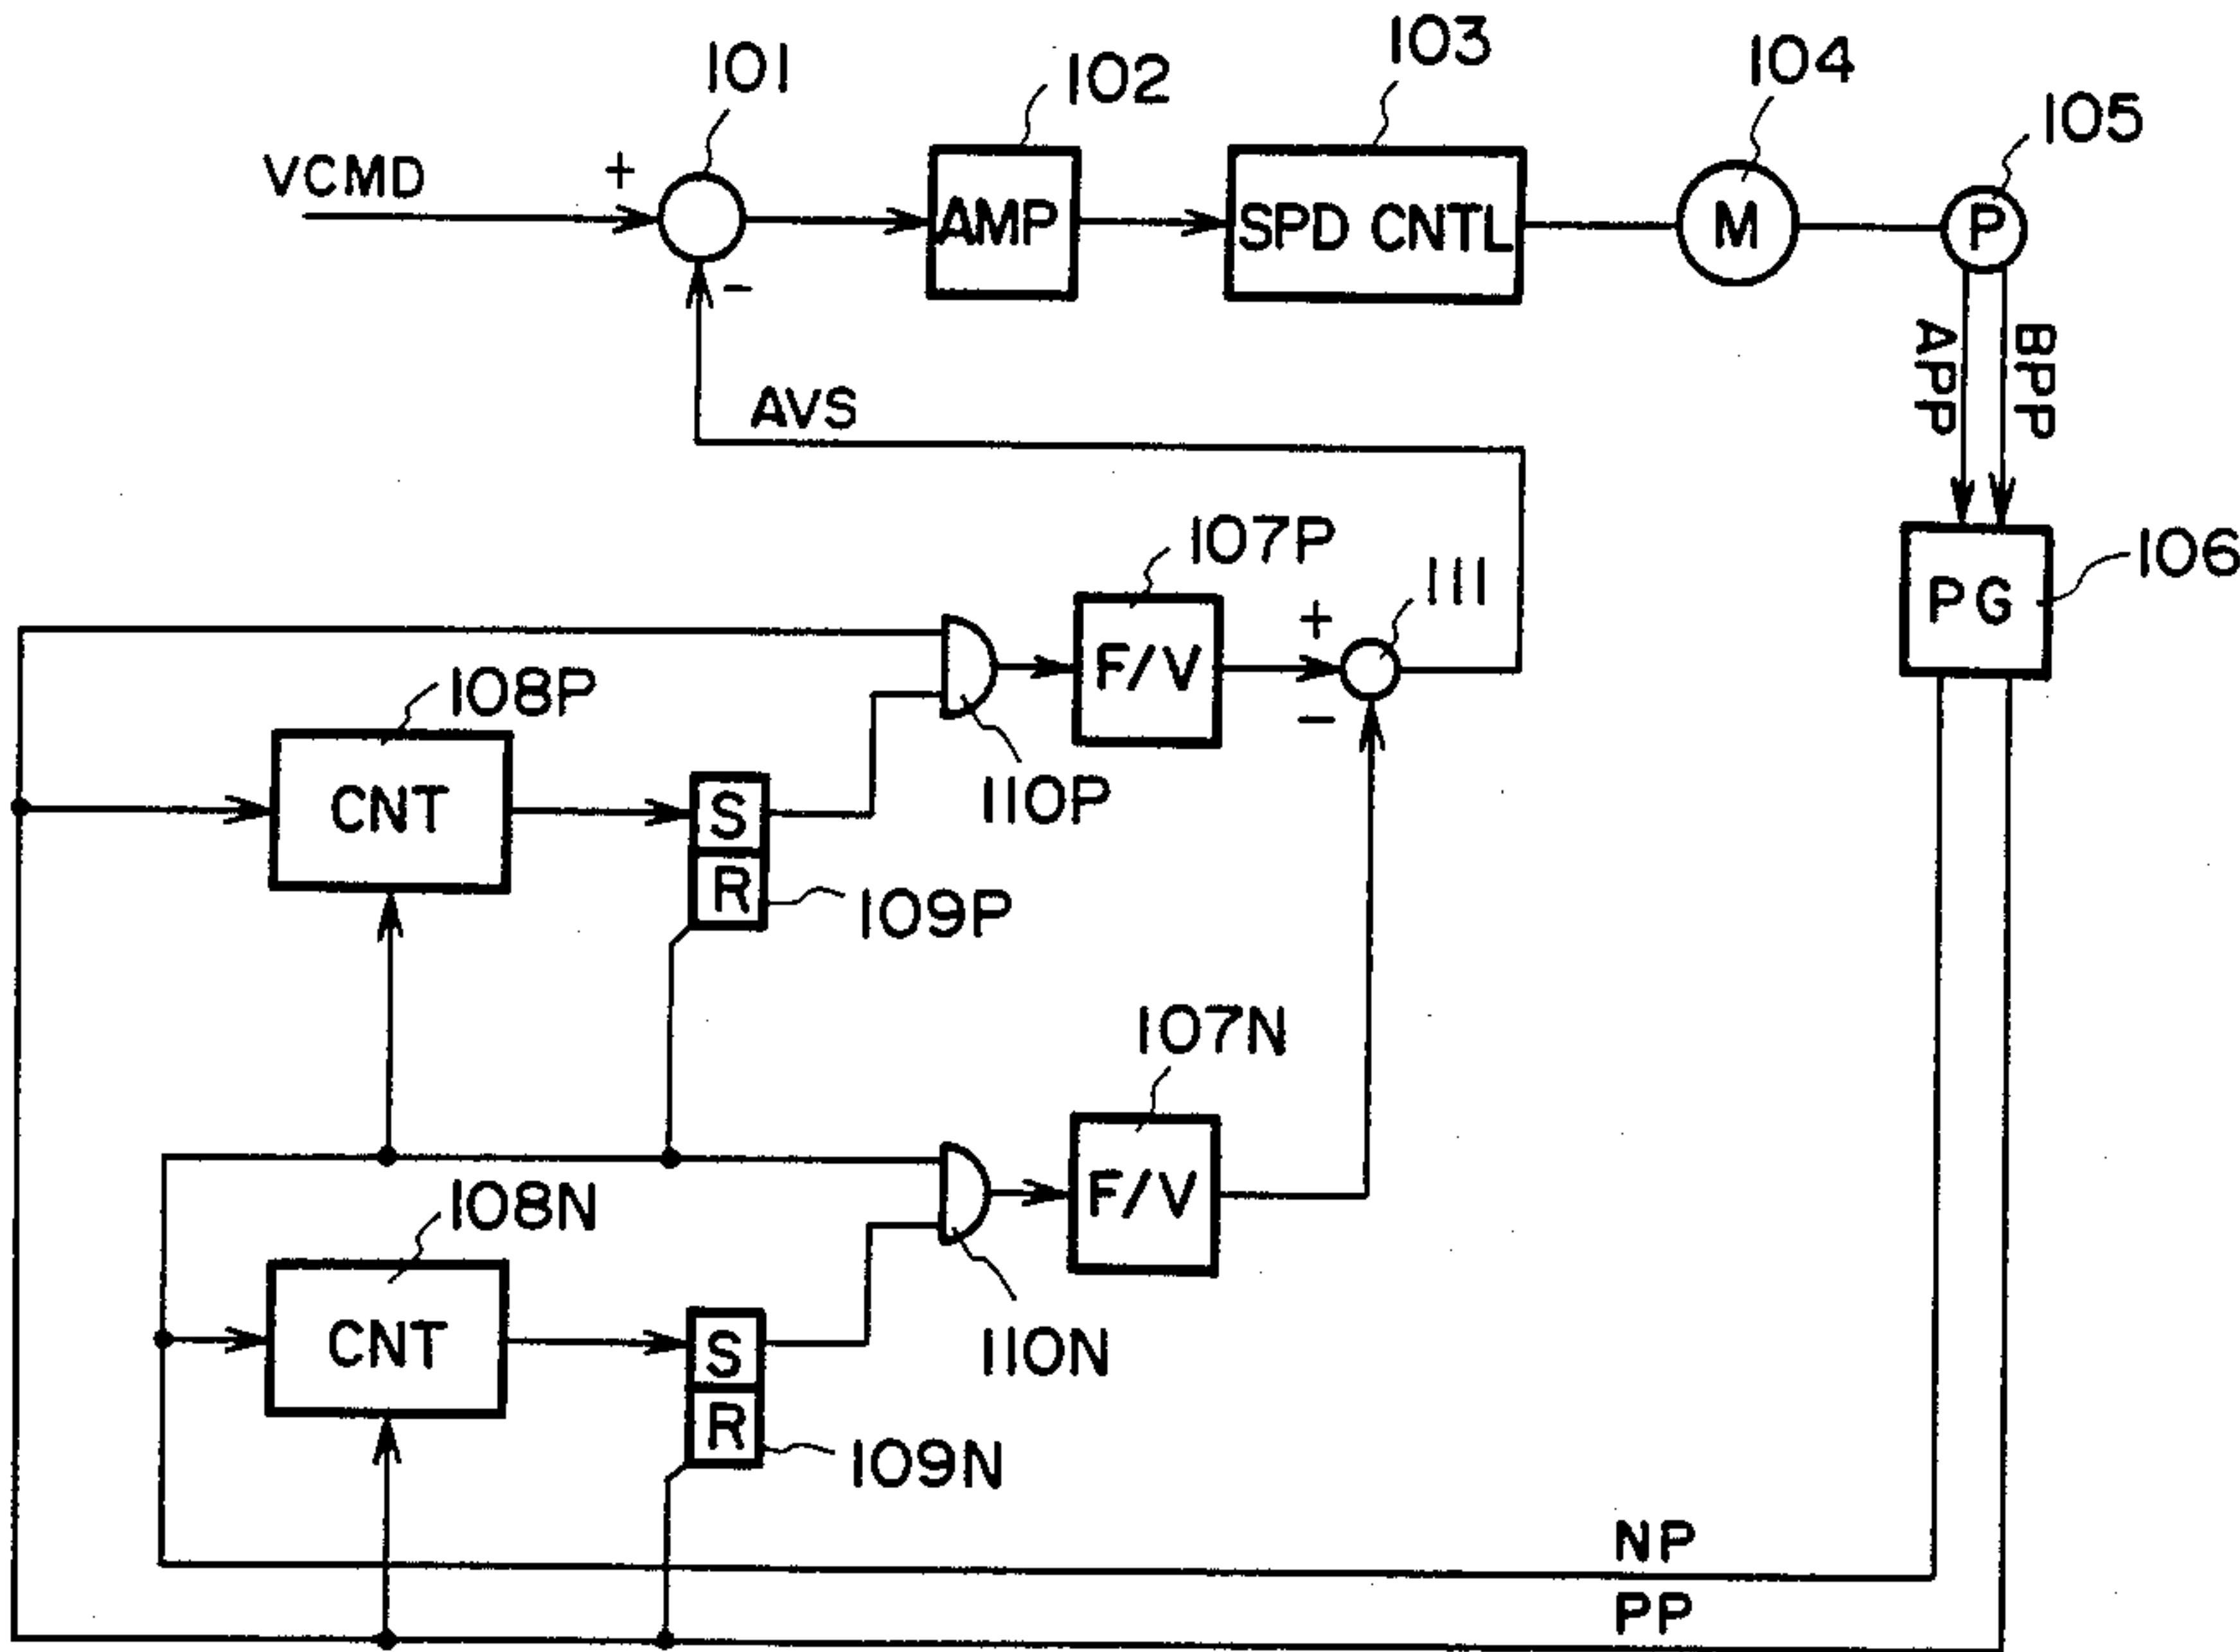 101
102
103
104
105
VCMD
+
AMP
SPD CNTL
M
P
-
APP
BPP
AVS
107P
111
106
+
F/V
PG
108P
-
110P
CNT
S
R
109P
107N
108N
F/V
CNT
S
110N
R
109N
NP
PP